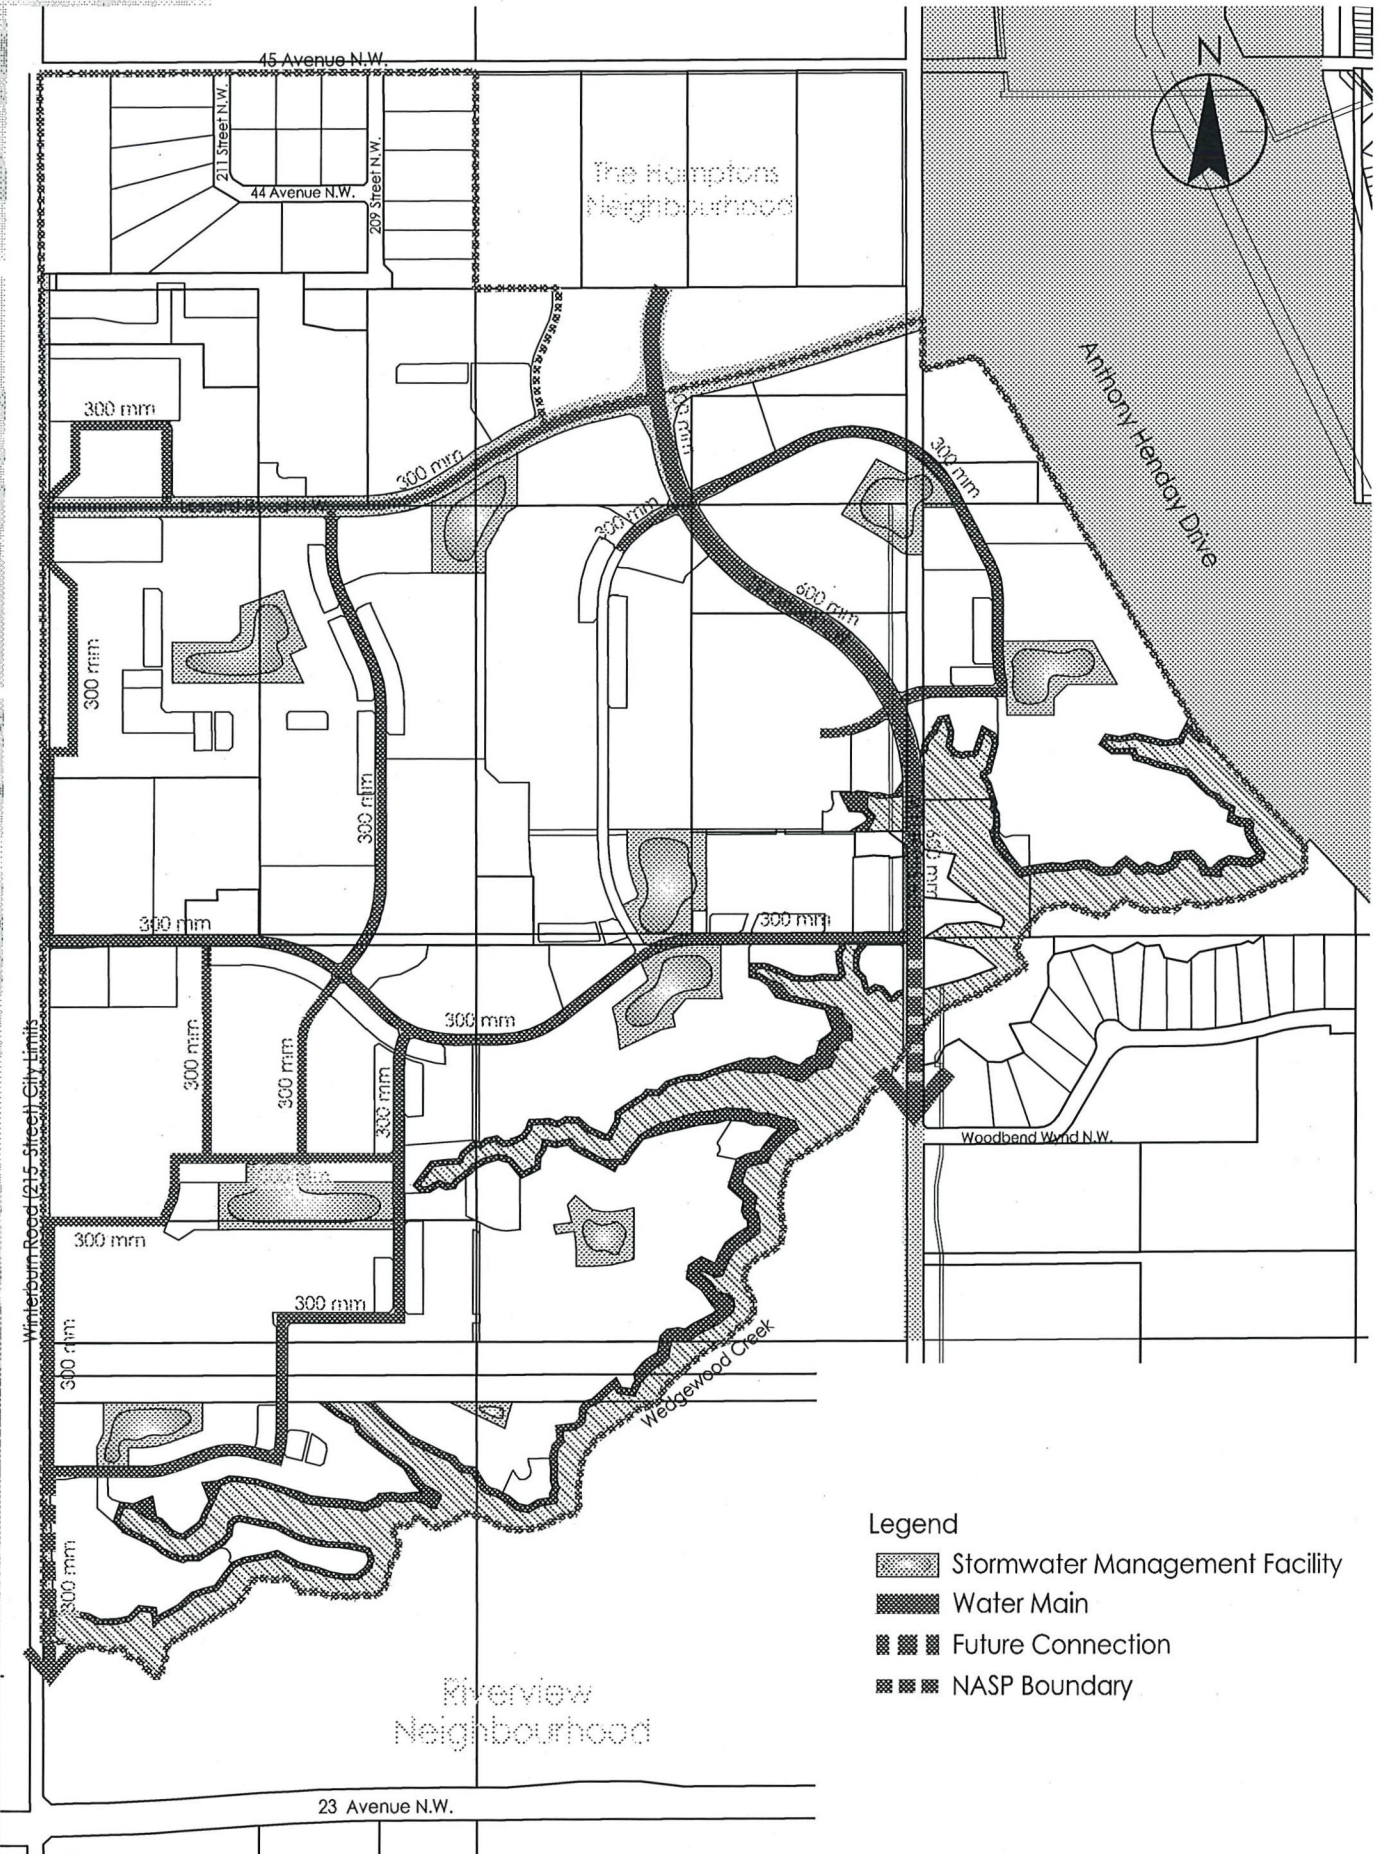 45 Avenue N.W.
N
211 Street N.W.
44 Avenue N.W.
209 Street N.W.
The Hamptons
Neighbourhood
Anthony Henday Drive
300 mm
300 mm
300 mm
Lessard Road N.W.
300 mm
600 mm
300 mm
300 mm
300 mm
300 mm
300 mm
300 mm
300 mm
300 mm
Winterburn Road (215 Street) City Limits
Woodbend Wynd N.W.
300 mm
300 mm
300 mm
Wedgewood Creek
300 mm
Legend
Stormwater Management Facility
Water Main
Future Connection
NASP Boundary
Riverview
Neighbourhood
23 Avenue N.W.